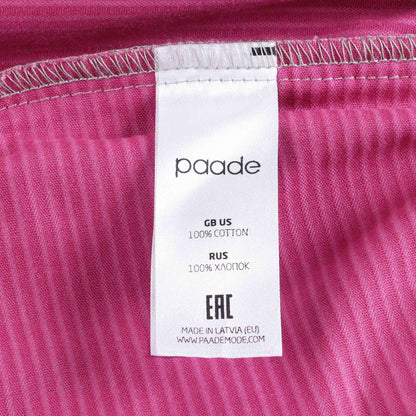 paade
GB US
100% COTTON
RUS
100% ХЛОПОК
EAC
MADE IN LATVIA (EU)
WWW.PAADEMODE.COM